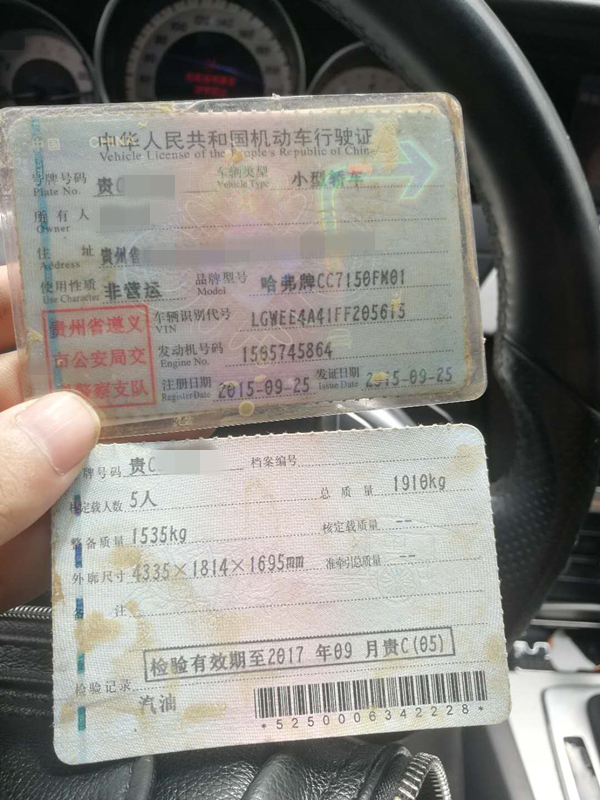 中国 CHINA
中华人民共和国机动车行驶证
Vehicle License of the People's Republic of China
号牌号码 贵C 车辆类型 小型轿车
Plate No. Vehicle Type
所有人
Owner
住址 贵州省
Address
使用性质 非营运 品牌型号 哈弗牌CC7150FM01
Use Character Model
贵州省遵义
市公安局交
警察支队
车辆识别代号 LGWEE4A41FF205615
VIN
发动机号码 1505745864
Engine No.
注册日期 2015-09-25 发证日期 2015-09-25
Register Date Issue Date
牌号码 贵C 档案编号
核定载人数 5人 总质量 1910kg
整备质量 1535kg 核定载质量 --
外廓尺寸 4335×1814×1695mm 准牵引总质量 --
注
检验有效期至2017 年09 月贵C(05)
检验记录
汽油
*5250006342228*